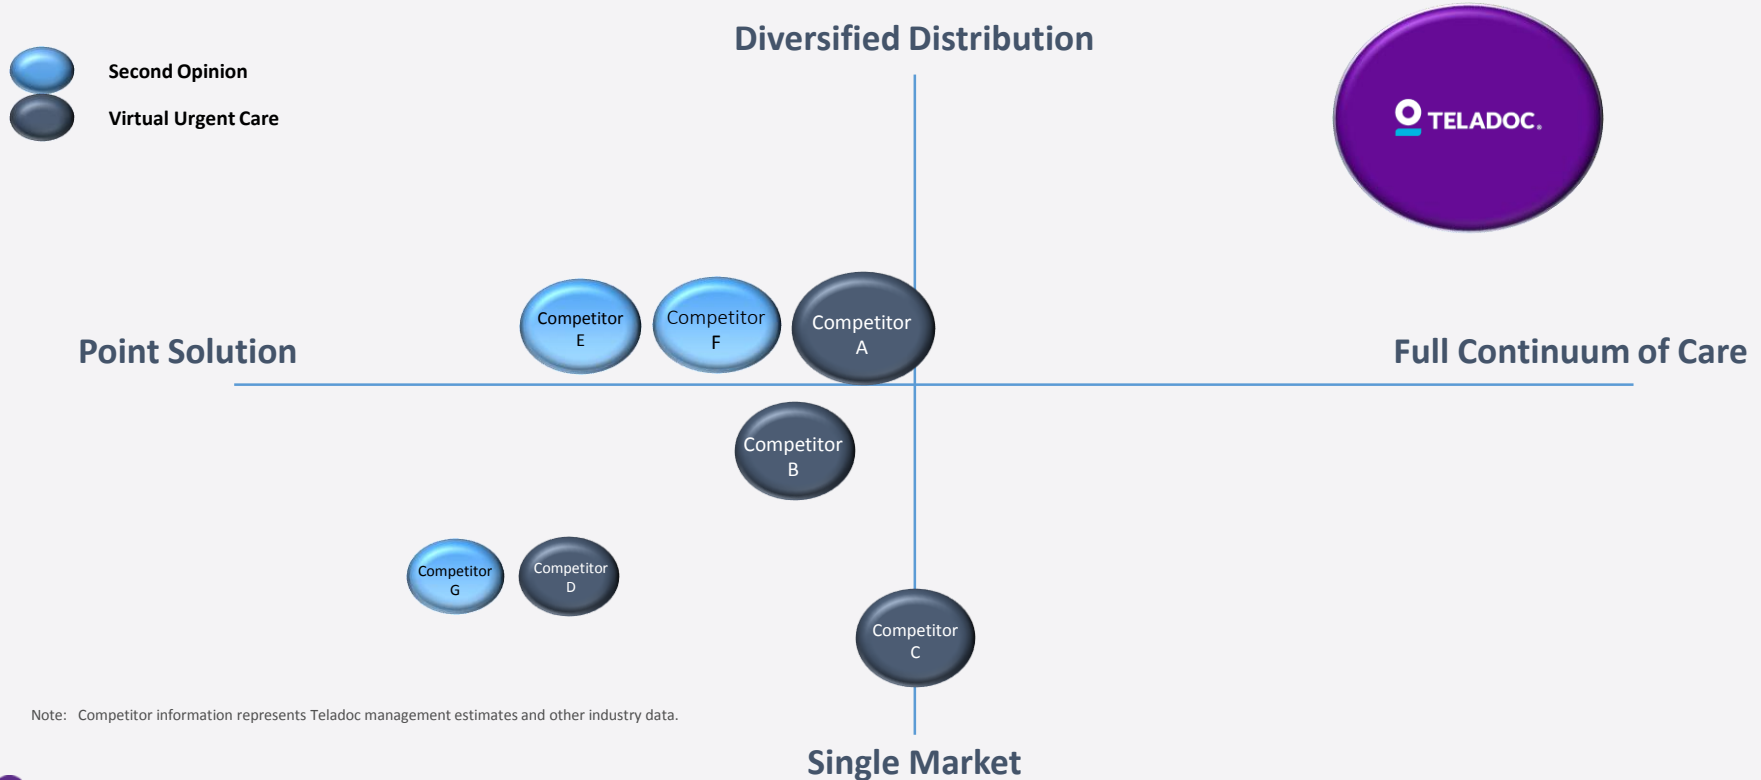 Diversified Distribution
Second Opinion
Virtual Urgent Care
TELADOC.
Competitor
E
Competitor
F
Competitor
A
Point Solution
Full Continuum of Care
Competitor
B
Competitor
G
Competitor
D
Competitor
C
Note: Competitor information represents Teladoc management estimates and other industry data.
Single Market